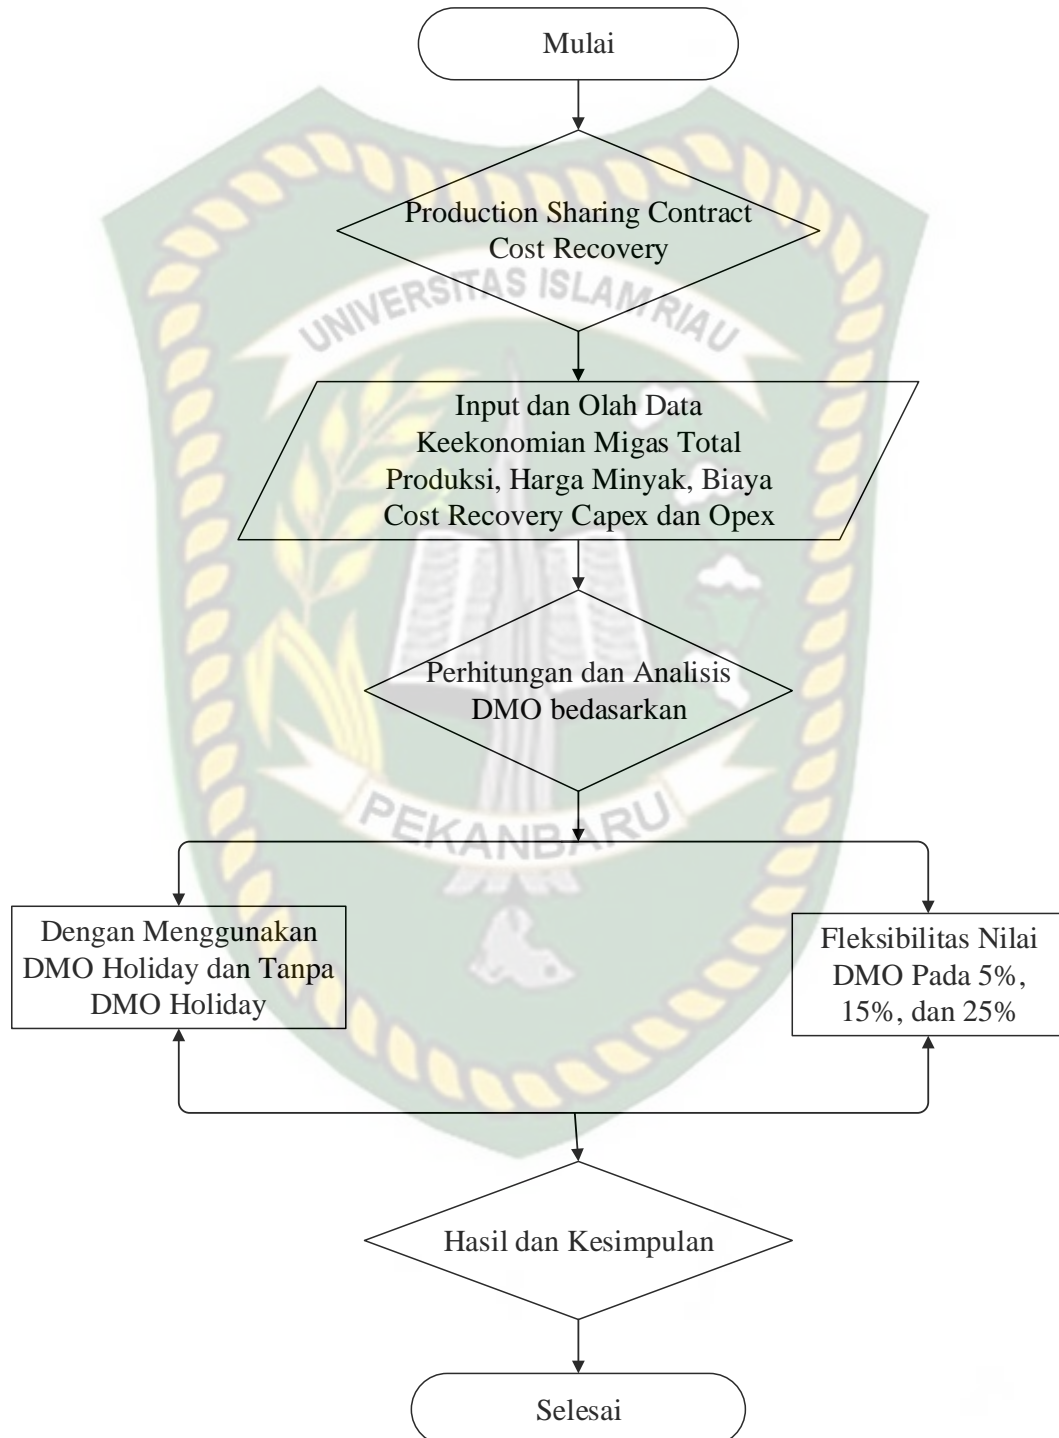 Mulai
Production Sharing Contract
Cost Recovery
UNIVERSITAS ISLAM RIAU
Input dan Olah Data
Keekonomian Migas Total
Produksi, Harga Minyak, Biaya
Cost Recovery Capex dan Opex
Perhitungan dan Analisis
DMO bedasarkan
PEKANBARU
Dengan Menggunakan
DMO Holiday dan Tanpa
DMO Holiday
Fleksibilitas Nilai
DMO Pada 5%,
15%, dan 25%
Hasil dan Kesimpulan
Selesai